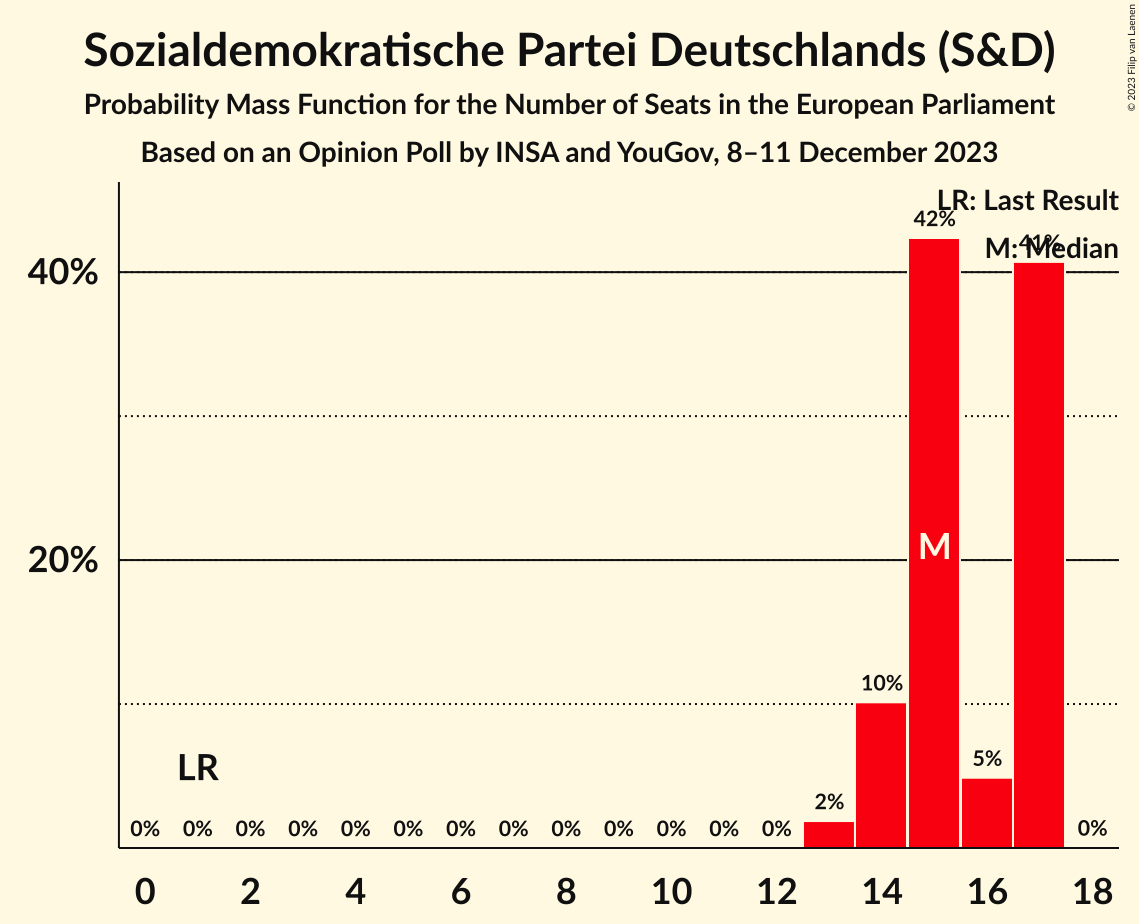 Sozialdemokratische Partei Deutschlands (S&D)
Probability Mass Function for the Number of Seats in the European Parliament
Based on an Opinion Poll by INSA and YouGov, 8–11 December 2023
© 2023 Filip van Laenen
LR: Last Result
M: Median
42%
41%
40%
20%
M
10%
5%
2%
LR
0% 0% 0% 0% 0% 0% 0% 0% 0% 0% 0% 0% 0% 0%
0 2 4 6 8 10 12 14 16 18